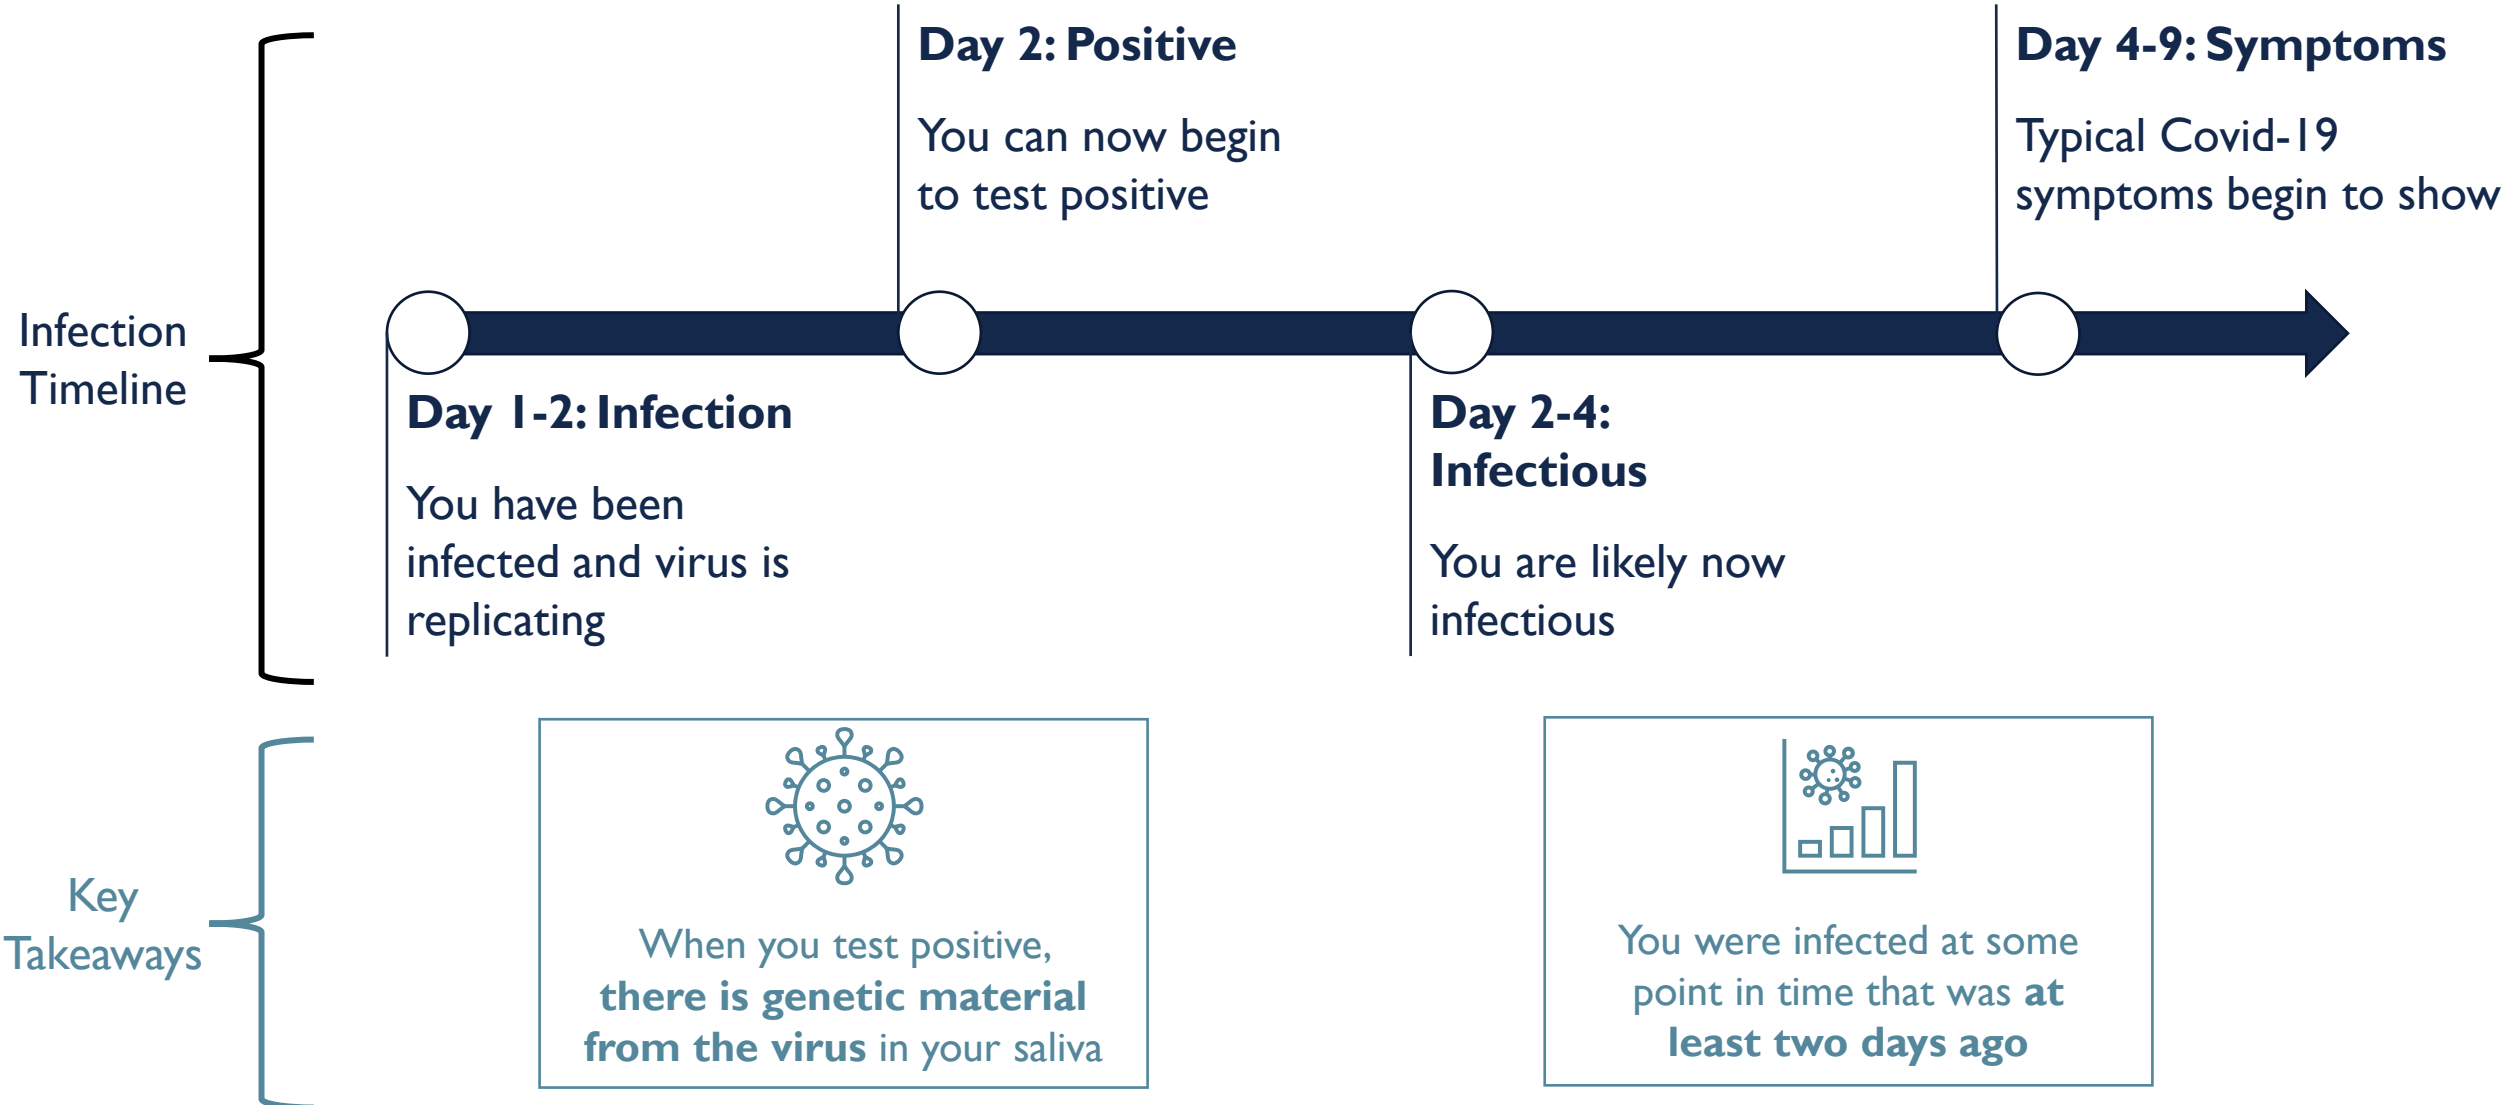 Infection
Timeline
Day 2: Positive
You can now begin
to test positive
Day 4-9: Symptoms
Typical Covid-19
symptoms begin to show
Day 1-2: Infection
You have been
infected and virus is
replicating
Day 2-4:
Infectious
You are likely now
infectious
Key
Takeaways
When you test positive,
there is genetic material
from the virus in your saliva
You were infected at some
point in time that was at
least two days ago